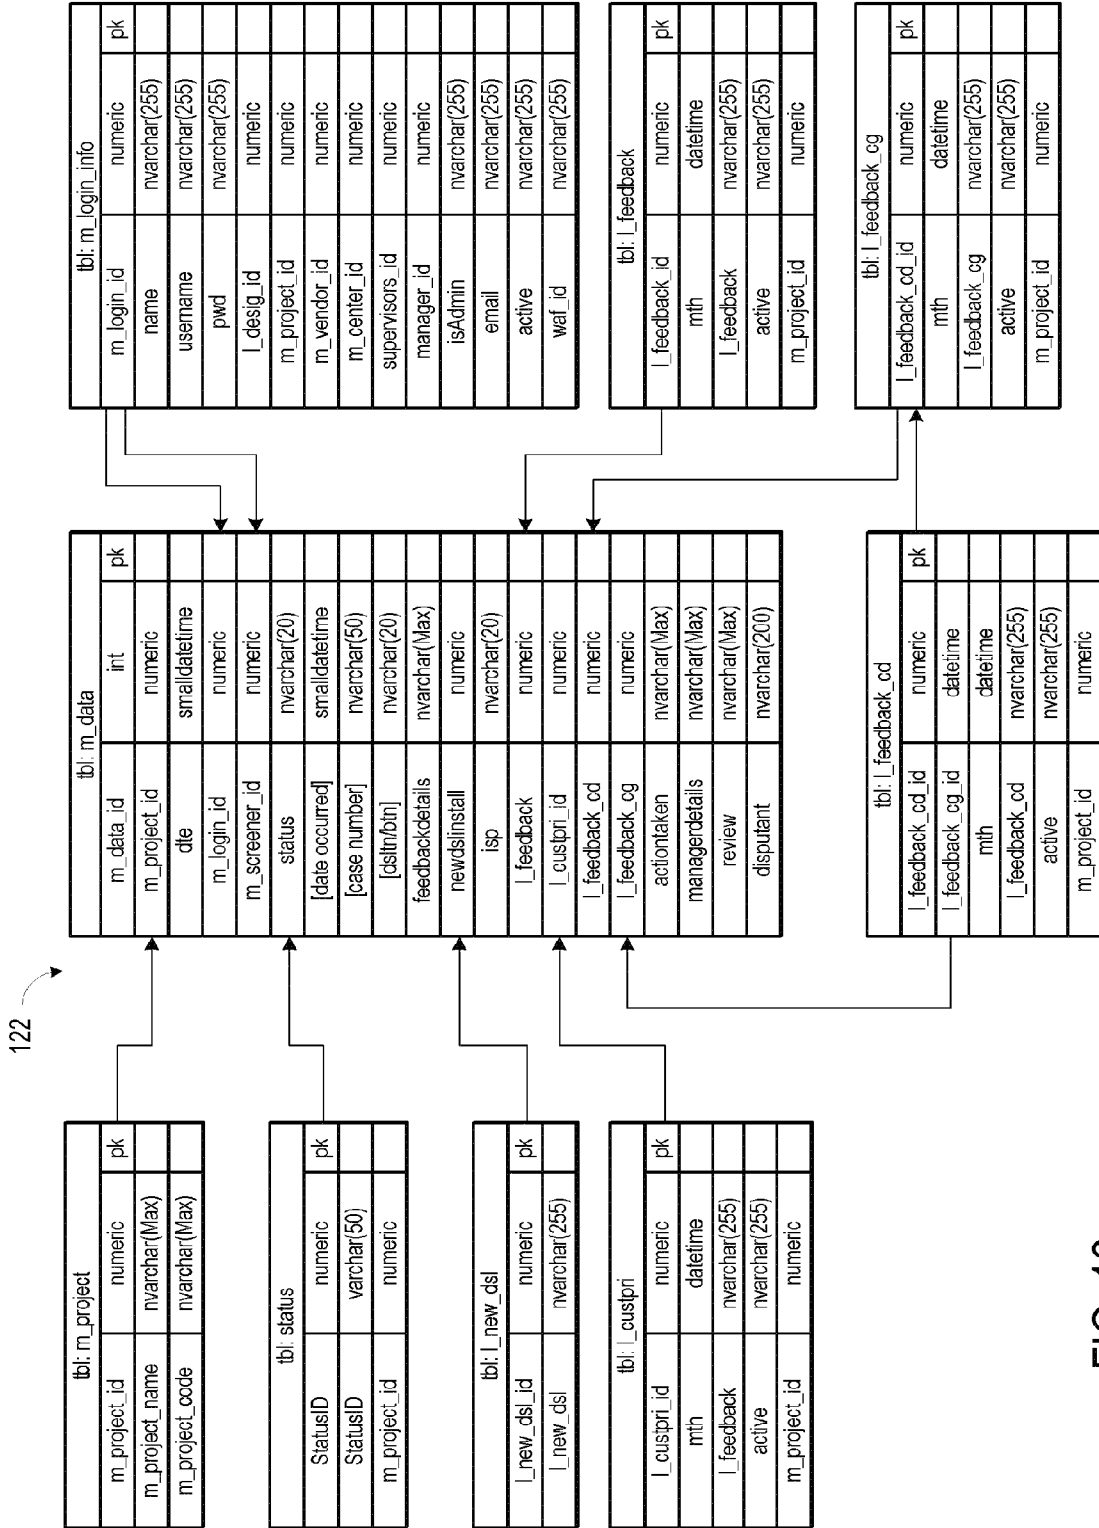 122
tbl: m_project
m_project_id numeric pk
m_project_name nvarchar(Max)
m_project_code nvarchar(Max)
tbl: status
StatusID numeric pk
StatusID varchar(50)
m_project_id numeric
tbl: l_new_dsl
l_new_dsl_id numeric pk
l_new_dsl nvarchar(255)
tbl: l_custpri
l_custpri_id numeric pk
mth datetime
l_feedback nvarchar(255)
active nvarchar(255)
m_project_id numeric
tbl: m_data
m_data_id int pk
m_project_id numeric
dte smalldatetime
m_login_id numeric
m_screener_id numeric
status nvarchar(20)
[date occurred] smalldatetime
[case number] nvarchar(50)
[dsltn/btn] nvarchar(20)
feedbackdetails nvarchar(Max)
newdslinstall numeric
isp nvarchar(20)
l_feedback numeric
l_custpri_id numeric
l_feedback_cd numeric
l_feedback_cg numeric
actiontaken nvarchar(Max)
managerdetails nvarchar(Max)
review nvarchar(Max)
disputant nvarchar(200)
tbl: l_feedback_cd
l_feedback_cd_id numeric pk
l_feedback_cg_id datetime
mth datetime
l_feedback_cd nvarchar(255)
active nvarchar(255)
m_project_id numeric
tbl: m_login_info
m_login_id numeric pk
name nvarchar(255)
username nvarchar(255)
pwd nvarchar(255)
l_desig_id numeric
m_project_id numeric
m_vendor_id numeric
m_center_id numeric
supervisors_id numeric
manager_id numeric
isAdmin nvarchar(255)
email nvarchar(255)
active nvarchar(255)
waf_id nvarchar(255)
tbl: l_feedback
l_feedback_id numeric pk
mth datetime
l_feedback nvarchar(255)
active nvarchar(255)
m_project_id numeric
tbl: l_feedback_cg
l_feedback_cd_id numeric pk
mth datetime
l_feedback_cg nvarchar(255)
active nvarchar(255)
m_project_id numeric
FIG.